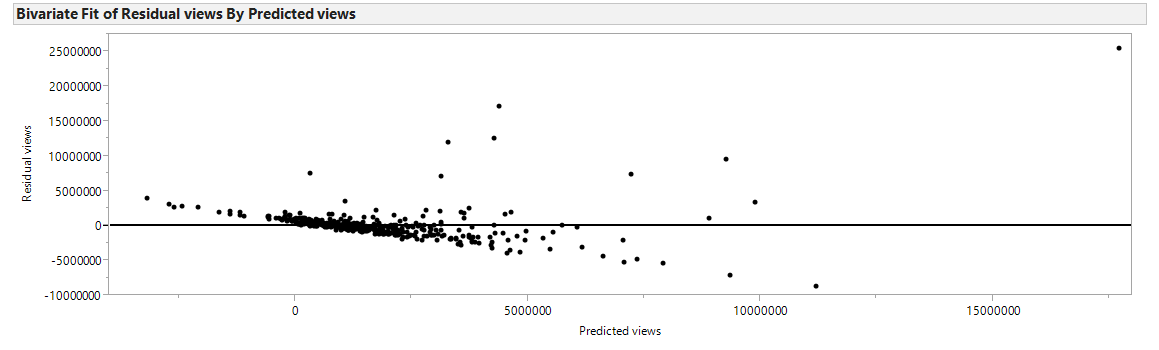 Bivariate Fit of Residual views By Predicted views
25000000
20000000
15000000
10000000
5000000
0
-5000000
-10000000
Residual views
0 5000000 10000000 15000000
Predicted views